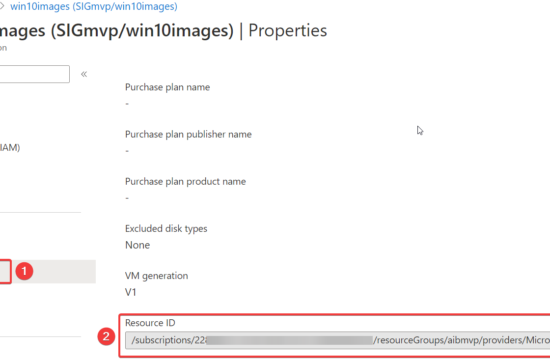 > win10images (SIGmvp/win10images)
mages (SIGmvp/win10images) | Properties
on
«
Purchase plan name
-
Purchase plan publisher name
-
IAM)
Purchase plan product name
-
Excluded disk types
None
1
VM generation
V1
Resource ID
2
/subscriptions/228 /resourceGroups/aibmvp/providers/Micro